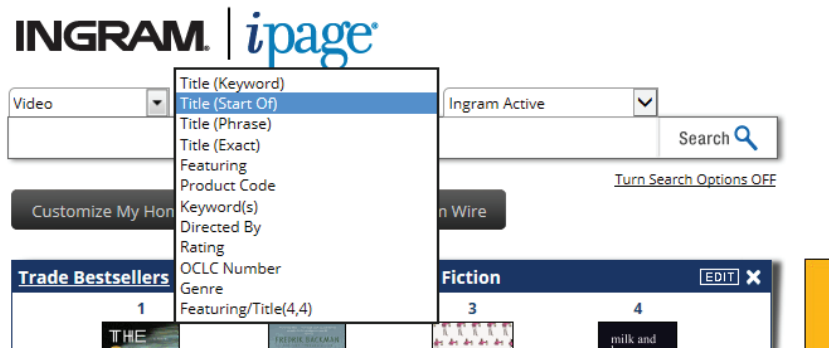 INGRAM ipage
Video
Title (Keyword)
Title (Start Of)
Title (Phrase)
Title (Exact)
Featuring
Product Code
Keyword(s)
Directed By
Rating
OCLC Number
Genre
Featuring/Title(4,4)
Ingram Active
Search
Turn Search Options OFF
Customize My Hon
n Wire
Trade Bestsellers
Fiction
EDIT
1
3
4
THE
FREDRIK BACKMAN
milk and